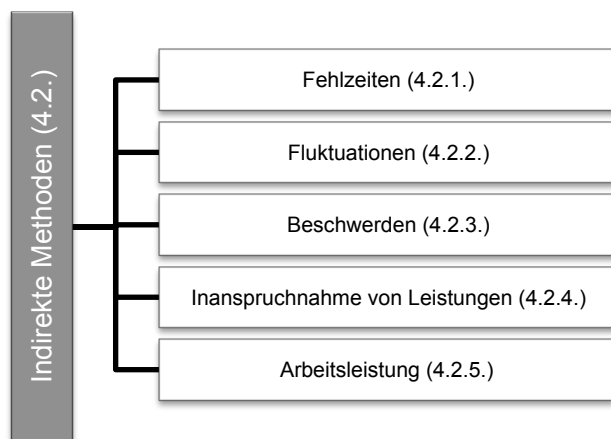 Indirekte Methoden (4.2.)
Fehlzeiten (4.2.1.)
Fluktuationen (4.2.2.)
Beschwerden (4.2.3.)
Inanspruchnahme von Leistungen (4.2.4.)
Arbeitsleistung (4.2.5.)